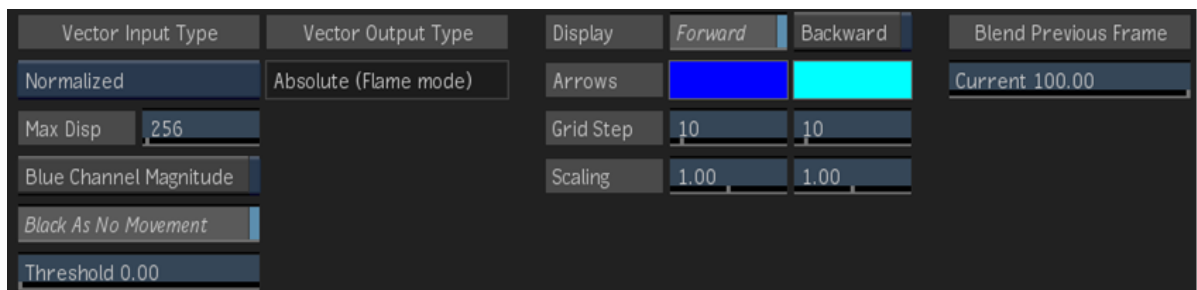 Vector Input Type Vector Output Type Display Forward Backward Blend Previous Frame
Normalized Absolute (Flame mode) Arrows Current 100.00
Max Disp 256 Grid Step 10 10
Blue Channel Magnitude Scaling 1.00 1.00
Black As No Movement
Threshold 0.00